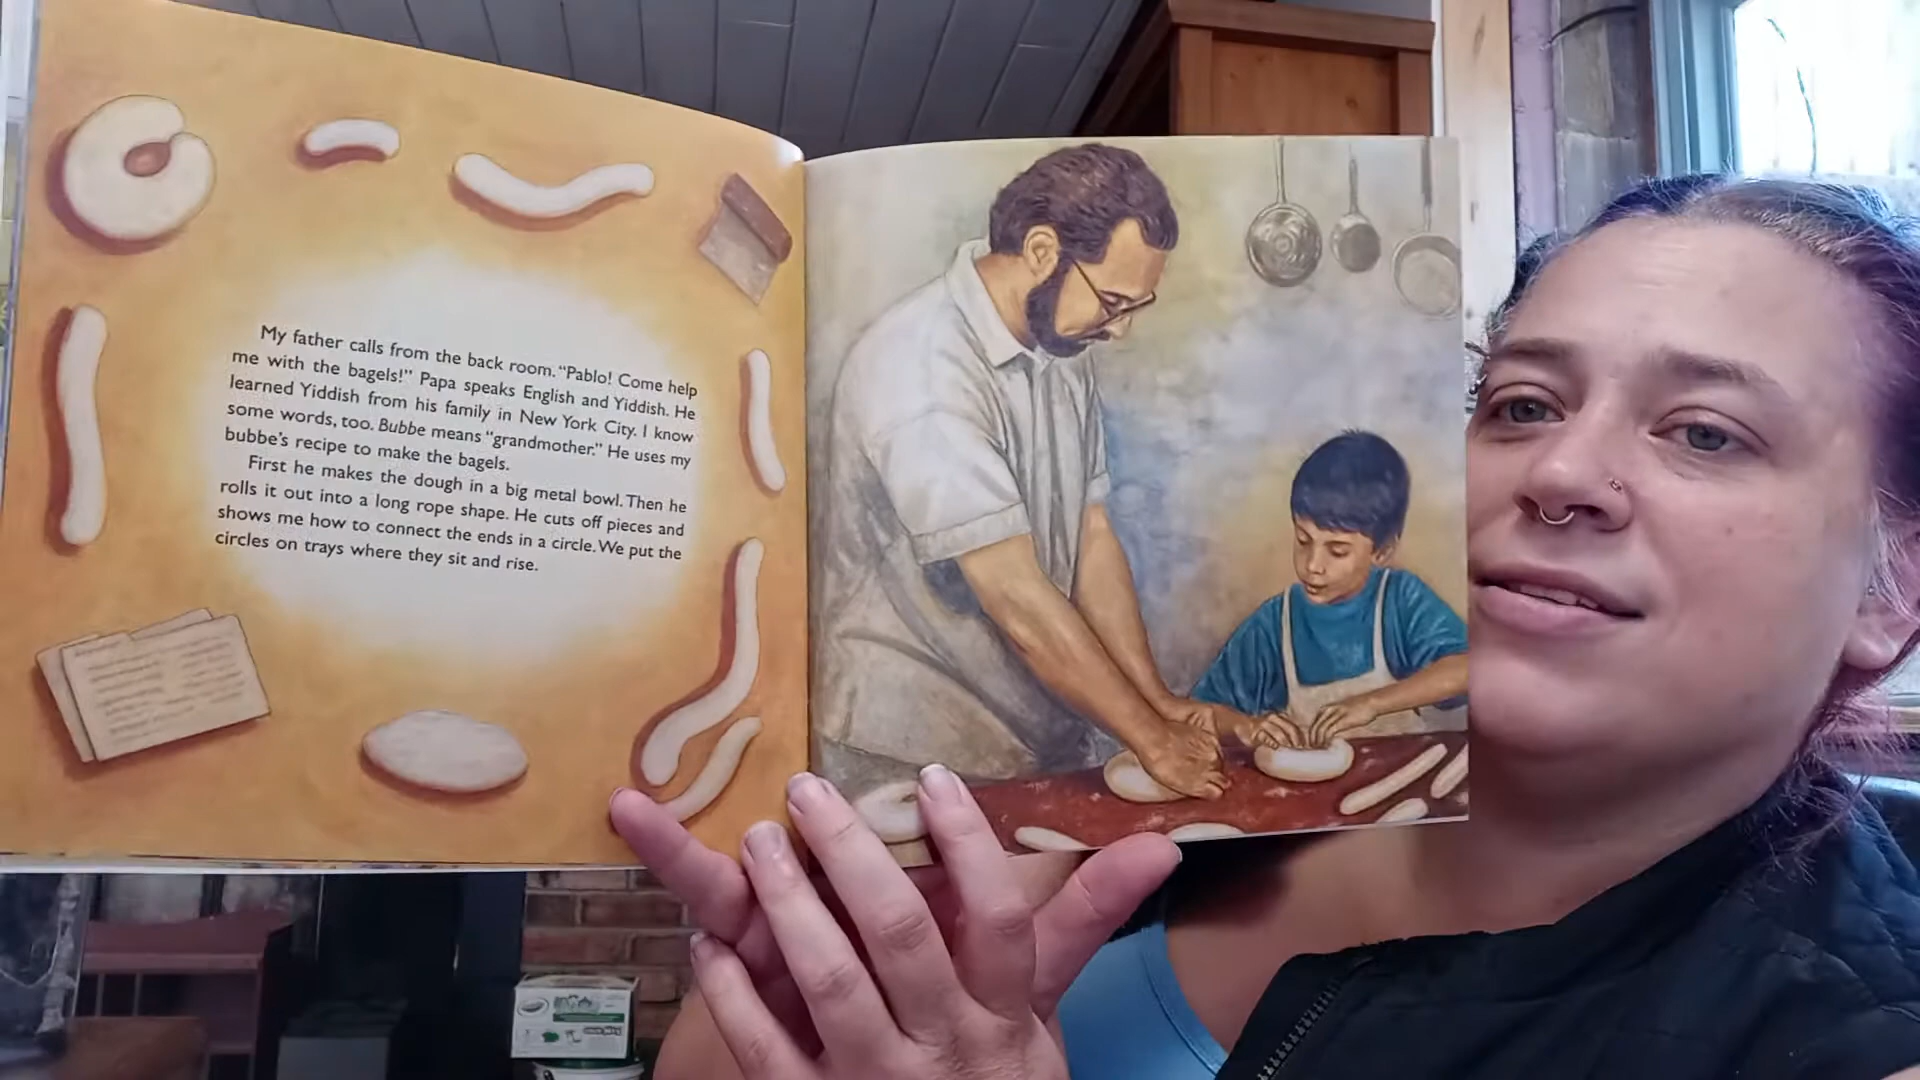 My father calls from the back room. “Pablo! Come help
me with the bagels!” Papa speaks English and Yiddish. He
learned Yiddish from his family in New York City. I know
some words, too. Bubbe means “grandmother.” He uses my
bubbe’s recipe to make the bagels.
First he makes the dough in a big metal bowl. Then he
rolls it out into a long rope shape. He cuts off pieces and
shows me how to connect the ends in a circle. We put the
circles on trays where they sit and rise.